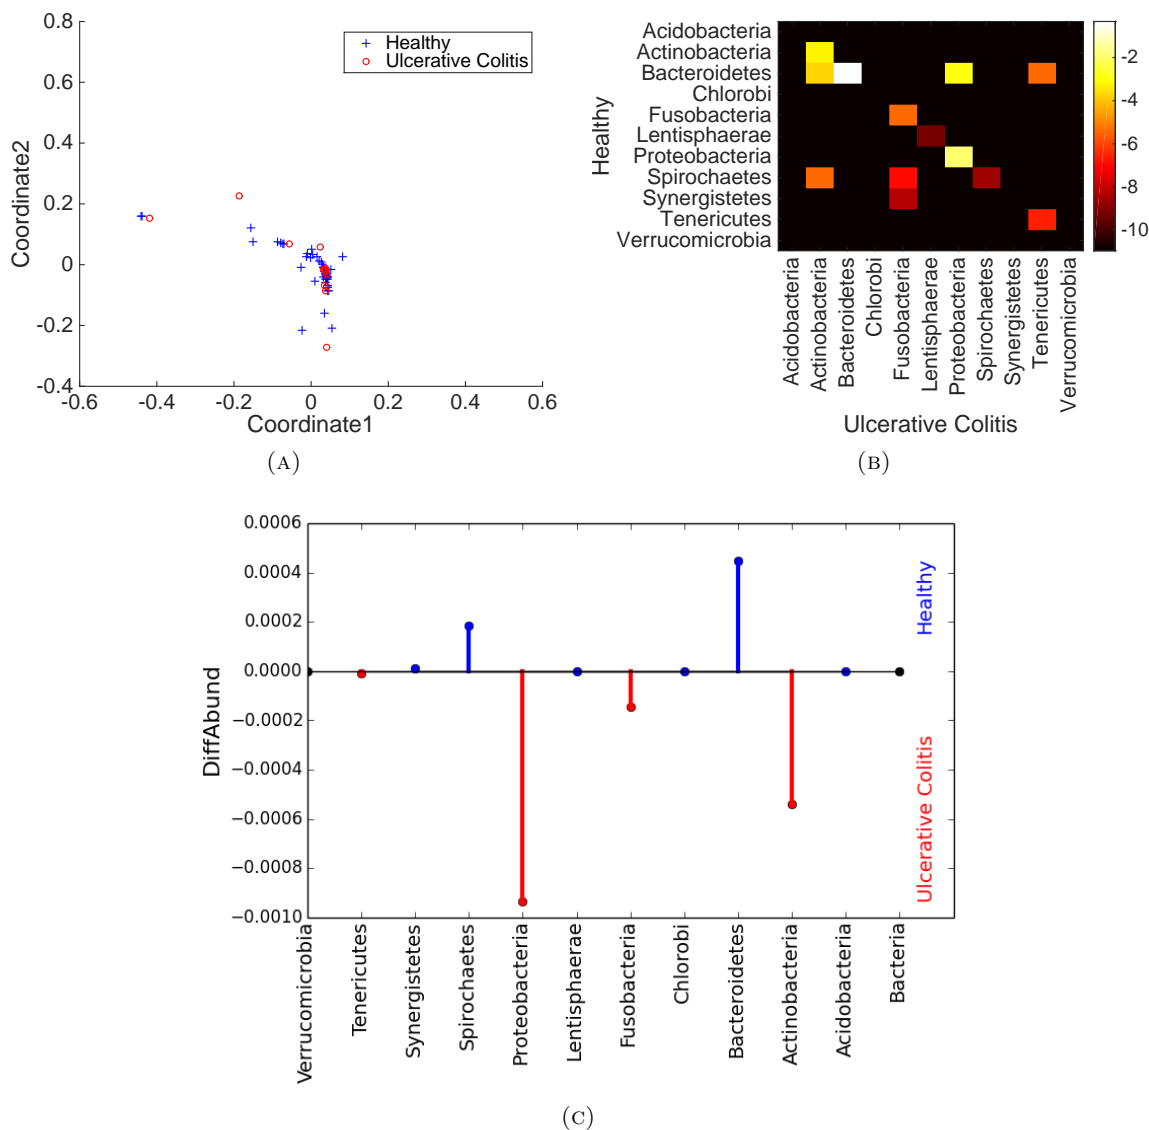 0.8
0.6
0.4
0.2
0
-0.2
-0.4
-0.6
-0.4
-0.2
0
0.2
0.4
0.6
Coordinate2
Coordinate1
Healthy
Ulcerative Colitis
(A)
Healthy
Acidobacteria
Actinobacteria
Bacteroidetes
Chlorobi
Fusobacteria
Lentisphaerae
Proteobacteria
Spirochaetes
Synergistetes
Tenericutes
Verrucomicrobia
Acidobacteria
Actinobacteria
Bacteroidetes
Chlorobi
Fusobacteria
Lentisphaerae
Proteobacteria
Spirochaetes
Synergistetes
Tenericutes
Verrucomicrobia
Ulcerative Colitis
-2
-4
-6
-8
-10
(B)
DiffAbund
0.0006
0.0004
0.0002
0.0000
−0.0002
−0.0004
−0.0006
−0.0008
−0.0010
Healthy
Ulcerative Colitis
Verrucomicrobia
Tenericutes
Synergistetes
Spirochaetes
Proteobacteria
Lentisphaerae
Fusobacteria
Chlorobi
Bacteroidetes
Actinobacteria
Acidobacteria
Bacteria
(C)